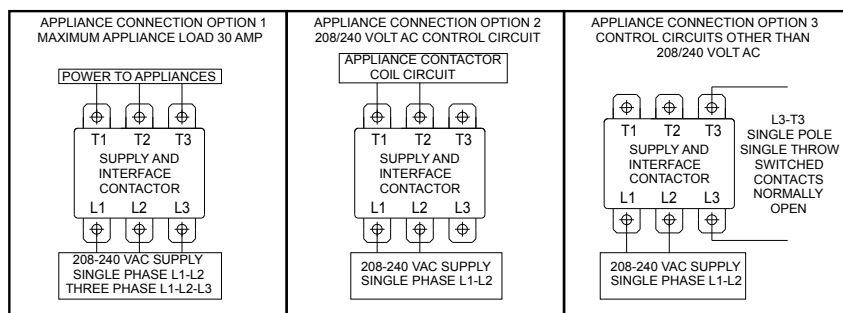 APPLIANCE CONNECTION OPTION 1
MAXIMUM APPLIANCE LOAD 30 AMP
POWER TO APPLIANCES
T1 T2 T3
SUPPLY AND
INTERFACE
CONTACTOR
L1 L2 L3
208-240 VAC SUPPLY
SINGLE PHASE L1-L2
THREE PHASE L1-L2-L3
APPLIANCE CONNECTION OPTION 2
208/240 VOLT AC CONTROL CIRCUIT
APPLIANCE CONTACTOR
COIL CIRCUIT
T1 T2 T3
SUPPLY AND
INTERFACE
CONTACTOR
L1 L2 L3
208-240 VAC SUPPLY
SINGLE PHASE L1-L2
APPLIANCE CONNECTION OPTION 3
CONTROL CIRCUITS OTHER THAN
208/240 VOLT AC
T1 T2 T3
SUPPLY AND
INTERFACE
CONTACTOR
L1 L2 L3
L3-T3
SINGLE POLE
SINGLE THROW
SWITCHED
CONTACTS
NORMALLY
OPEN
208-240 VAC SUPPLY
SINGLE PHASE L1-L2